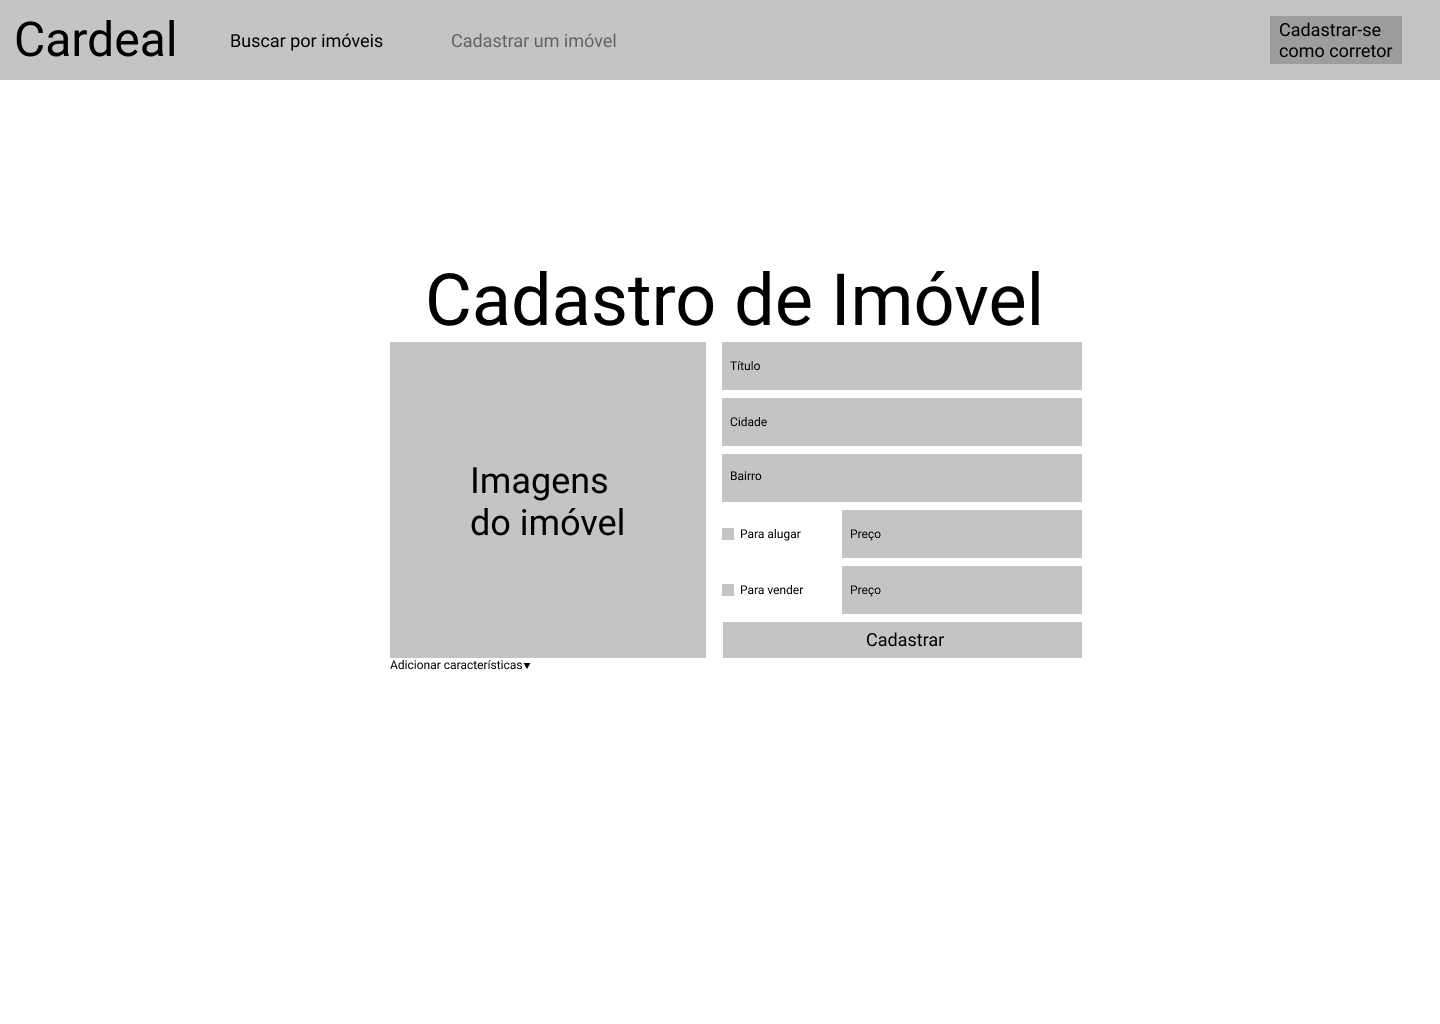 Cardeal
Buscar por imóveis
Cadastrar um imóvel
Cadastrar-se
como corretor
Cadastro de Imóvel
Imagens
do imóvel
Adicionar características▾
Título
Cidade
Bairro
Para alugar
Preço
Para vender
Preço
Cadastrar